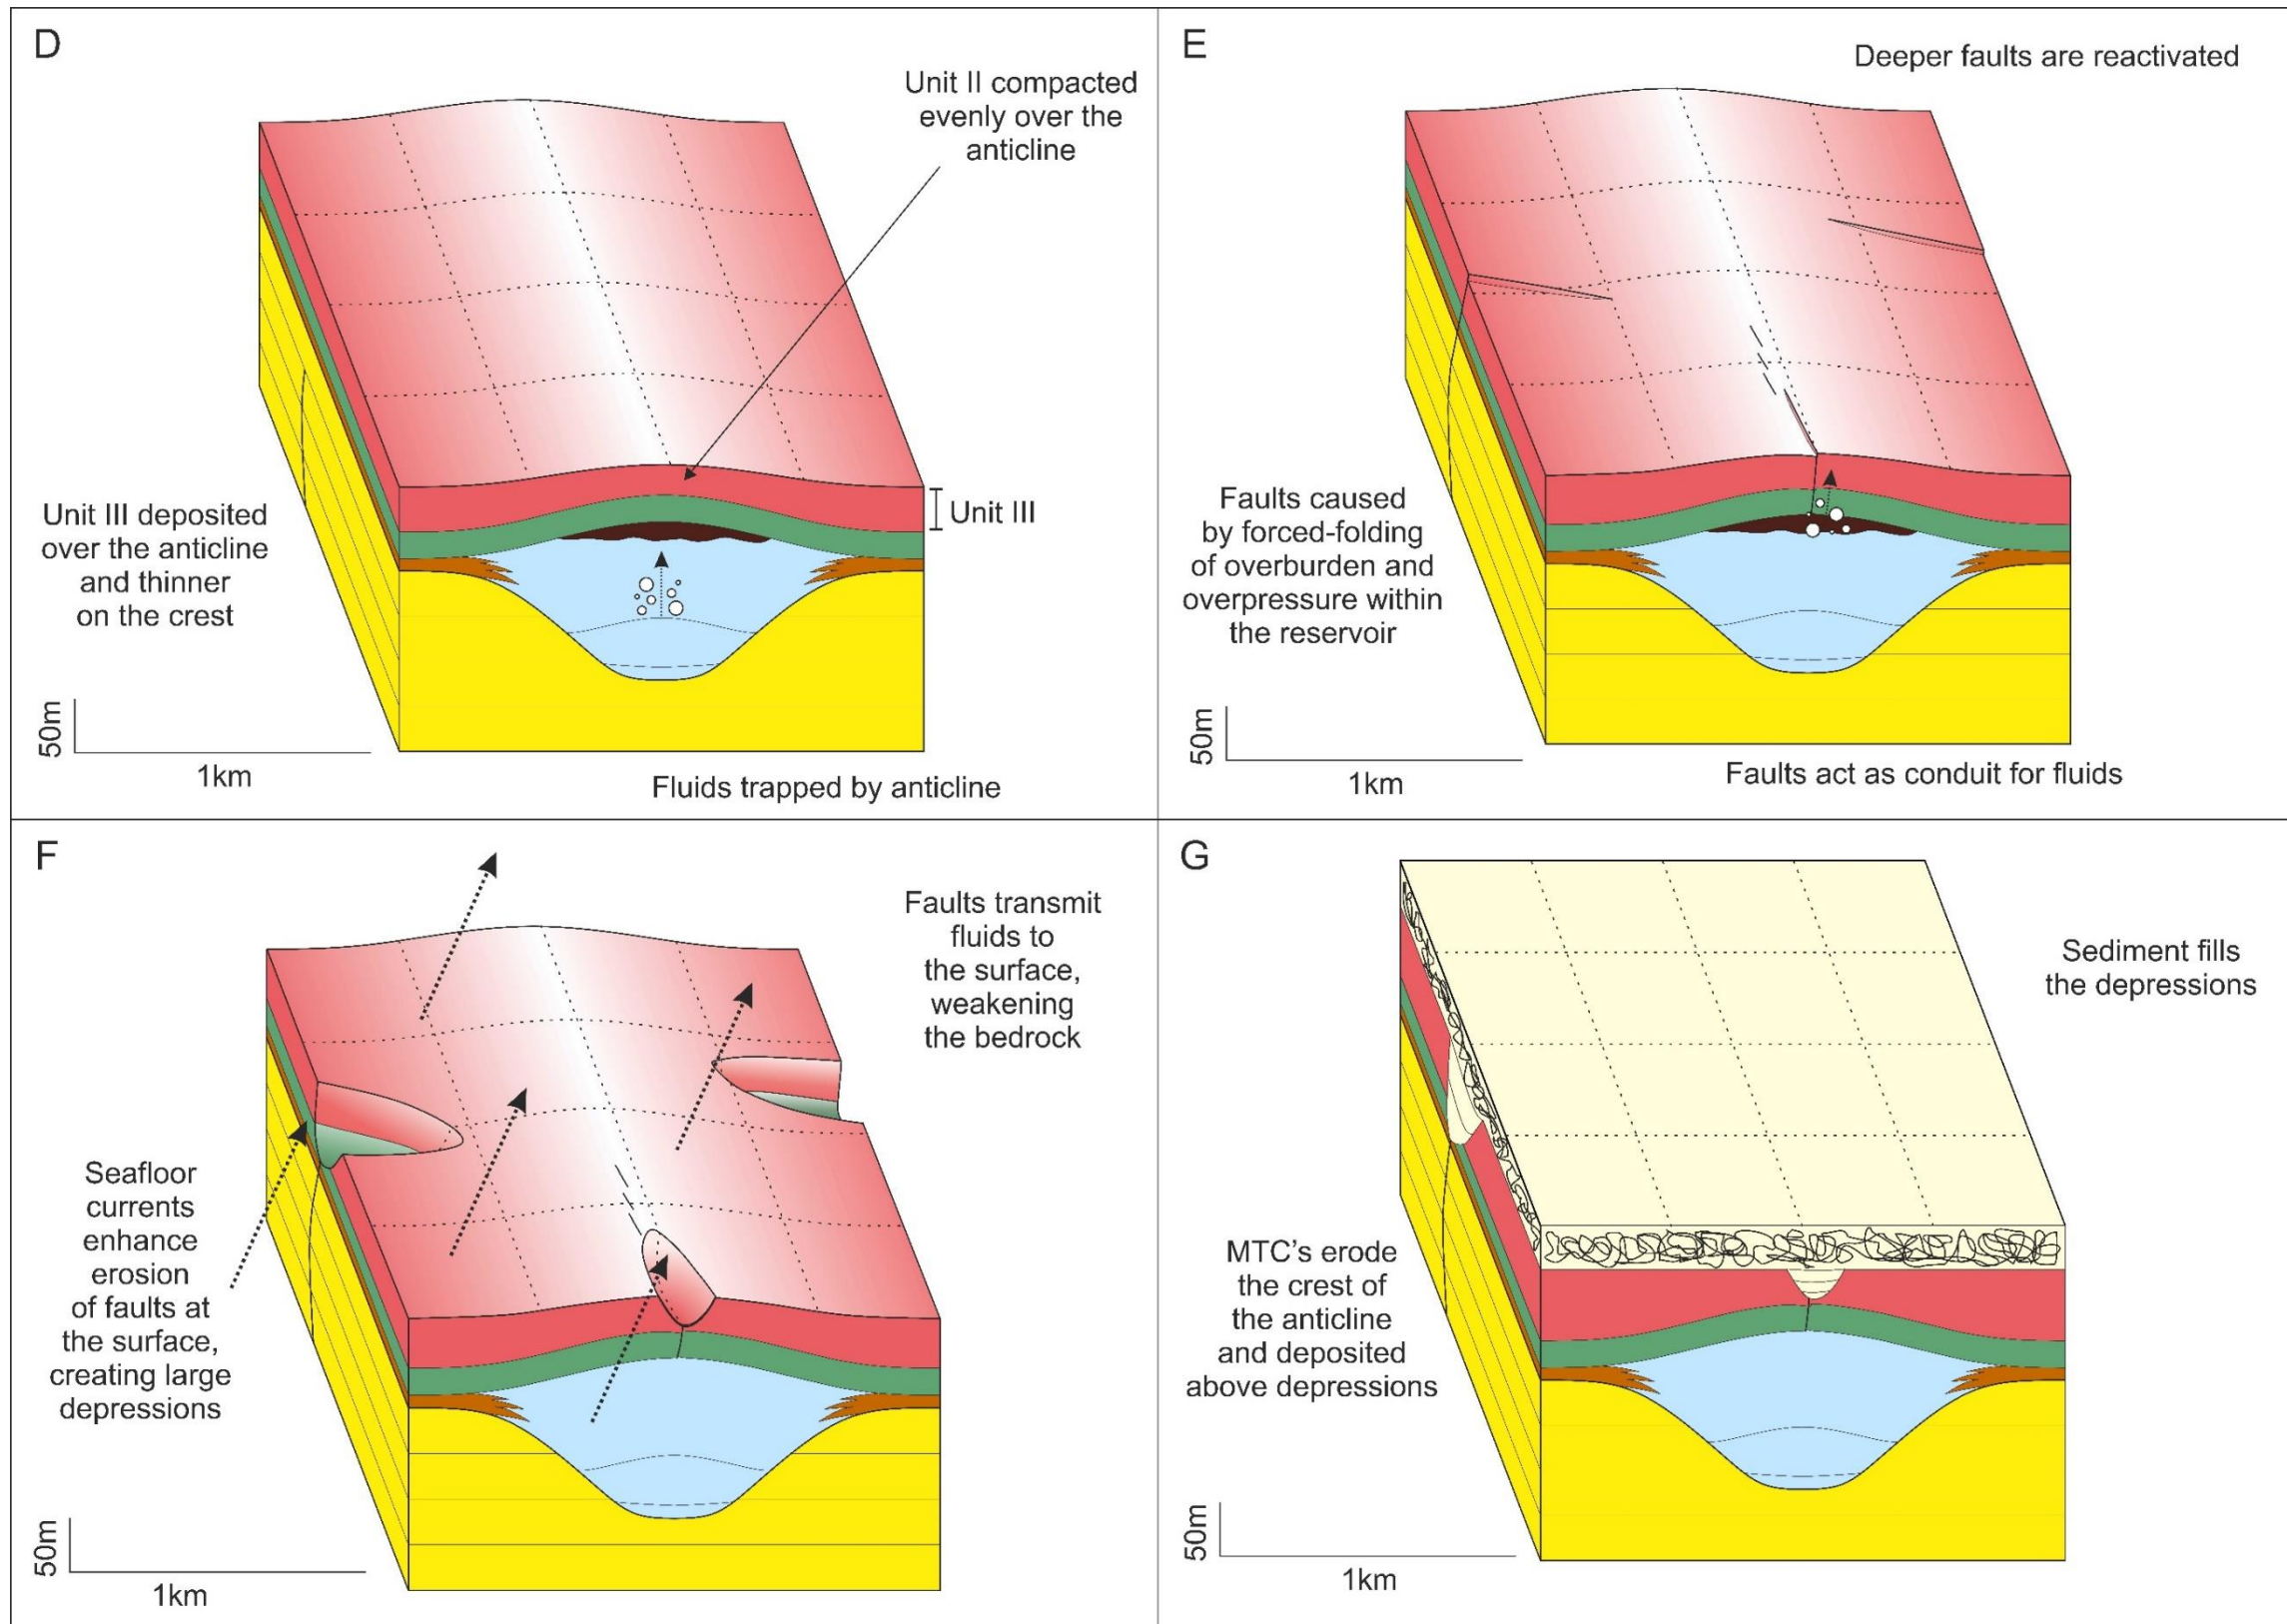 D
Unit II compacted
evenly over the
anticline
Unit III
Unit III deposited
over the anticline
and thinner
on the crest
50m
1km
Fluids trapped by anticline
E
Deeper faults are reactivated
Faults caused
by forced-folding
of overburden and
overpressure within
the reservoir
50m
1km
Faults act as conduit for fluids
F
Faults transmit
fluids to
the surface,
weakening
the bedrock
Seafloor
currents
enhance
erosion
of faults at
the surface,
creating large
depressions
50m
1km
G
Sediment fills
the depressions
MTC's erode
the crest of
the anticline
and deposited
above depressions
50m
1km